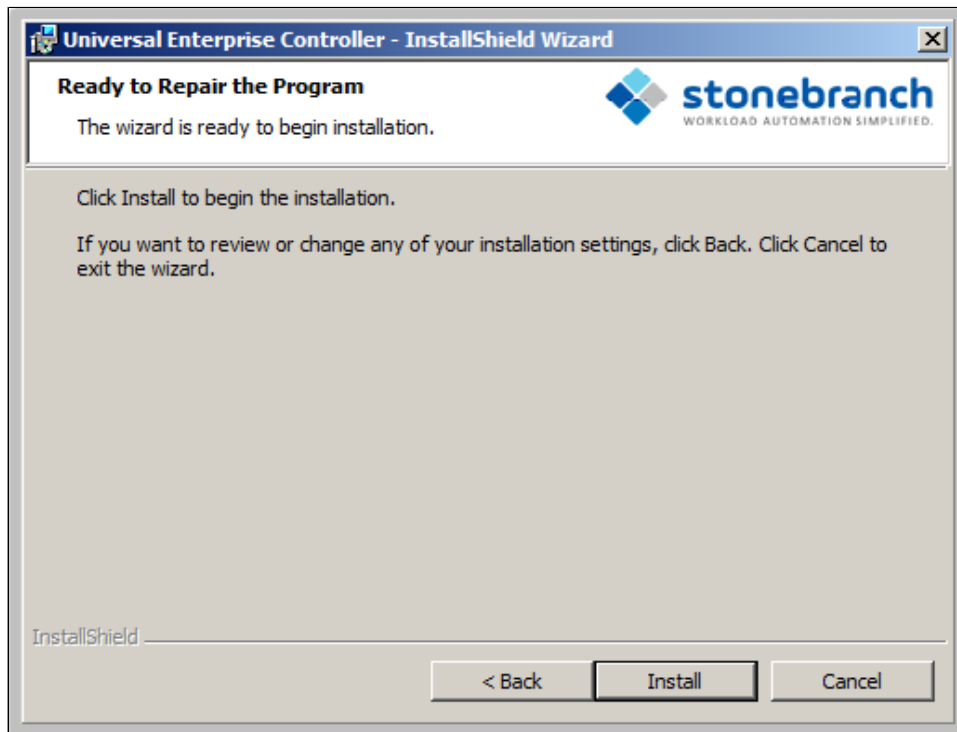 Universal Enterprise Controller - InstallShield Wizard
Ready to Repair the Program
The wizard is ready to begin installation.
stonebranch
WORKLOAD AUTOMATION SIMPLIFIED.
Click Install to begin the installation.
If you want to review or change any of your installation settings, click Back. Click Cancel to
exit the wizard.
InstallShield
< Back
Install
Cancel